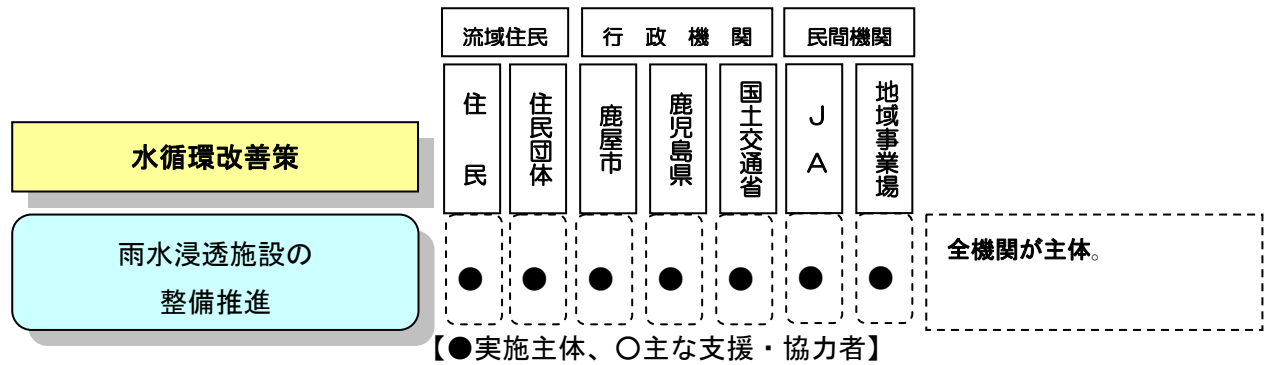 流域住民 行政機関 民間機関
住民 住民団体 鹿屋市 鹿児島県 国土交通省 JA 地域事業場
水循環改善策
雨水浸透施設の
整備推進
● ● ● ● ● ● ●
全機関が主体。
【●実施主体、○主な支援・協力者】